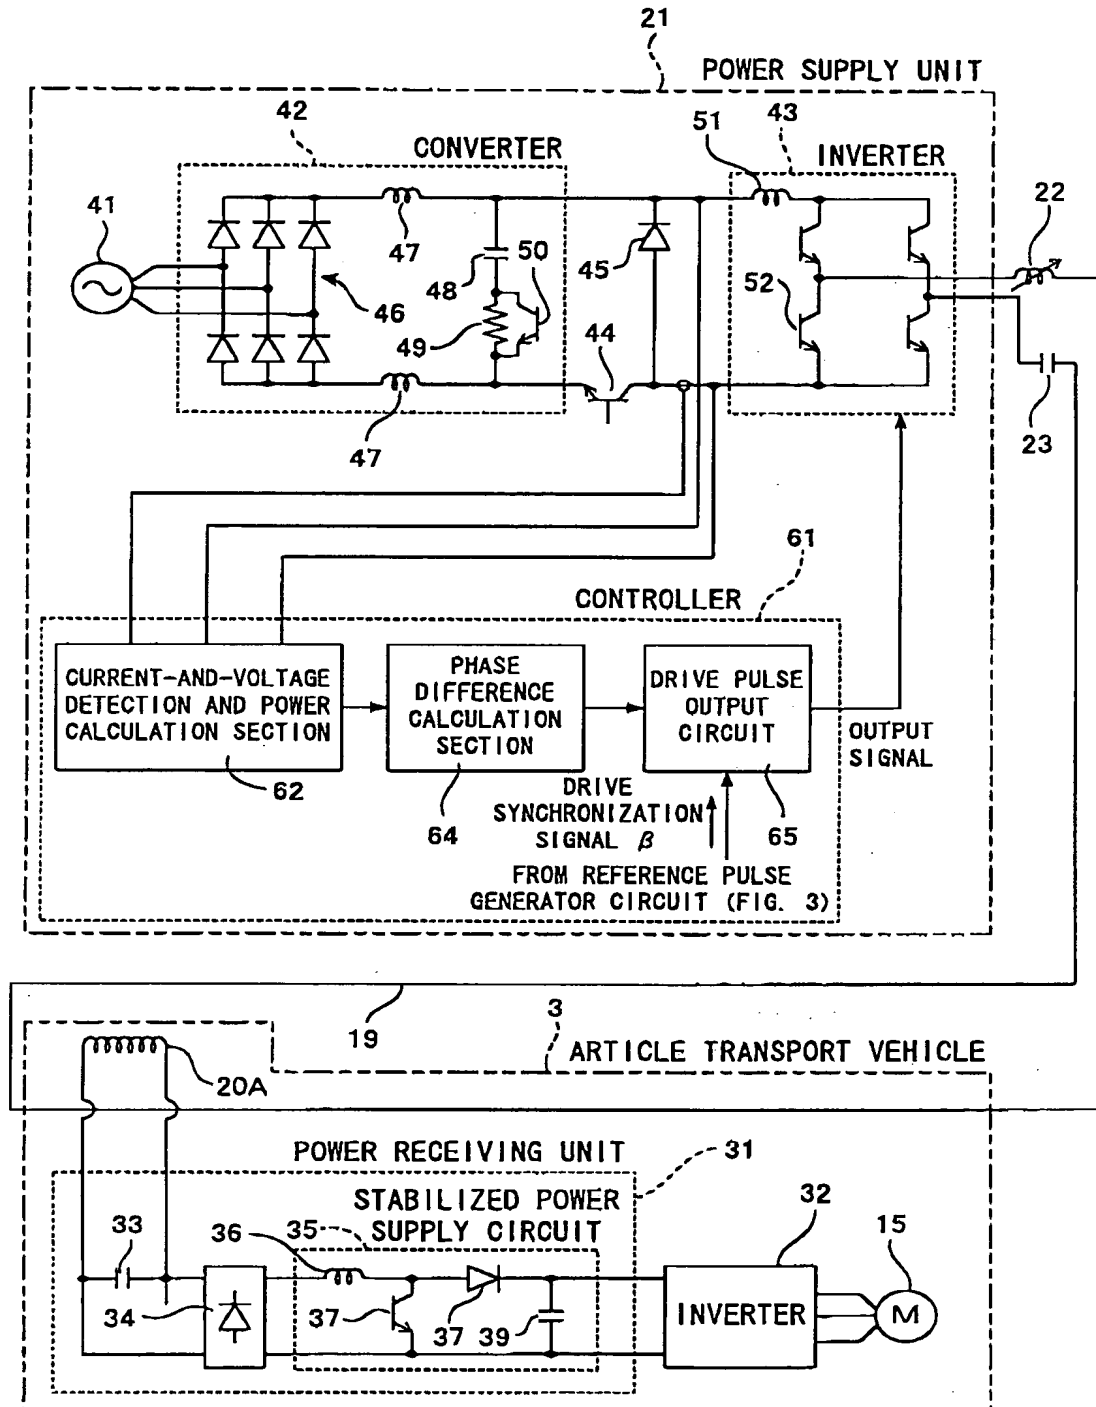 21
POWER SUPPLY UNIT
42
CONVERTER
51
43
INVERTER
41
22
47
48
50
45
52
46
49
44
47
23
61
CONTROLLER
CURRENT-AND-VOLTAGE
DETECTION AND POWER
CALCULATION SECTION
PHASE
DIFFERENCE
CALCULATION
SECTION
DRIVE PULSE
OUTPUT
CIRCUIT
OUTPUT
SIGNAL
62
64
65
DRIVE
SYNCHRONIZATION
SIGNAL β
FROM REFERENCE PULSE
GENERATOR CIRCUIT (FIG. 3)
19
3
ARTICLE TRANSPORT VEHICLE
20A
POWER RECEIVING UNIT
31
STABILIZED POWER
SUPPLY CIRCUIT
35
36
33
34
37
37
39
32
INVERTER
15
M